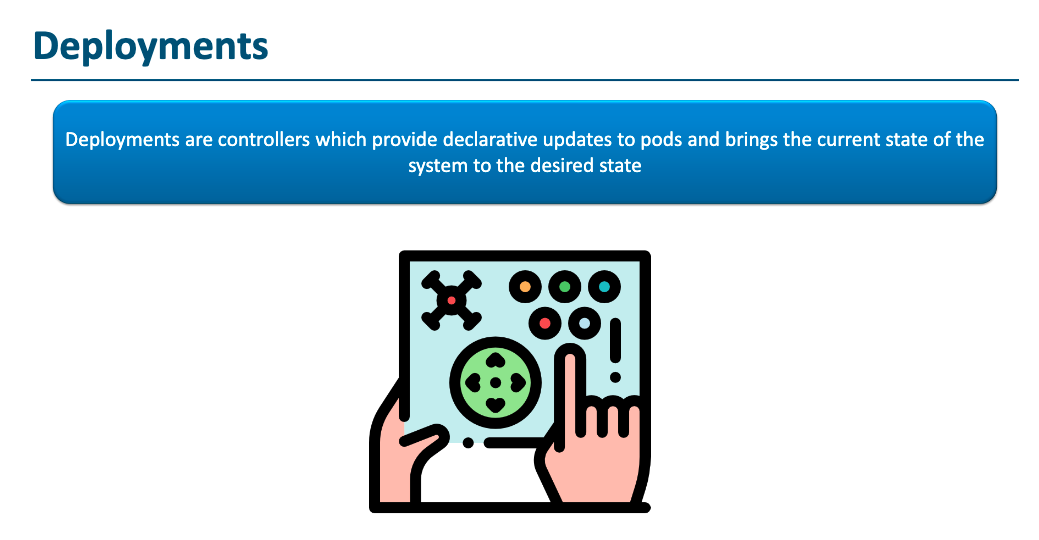 Deployments
Deployments are controllers which provide declarative updates to pods and brings the current state of the
system to the desired state